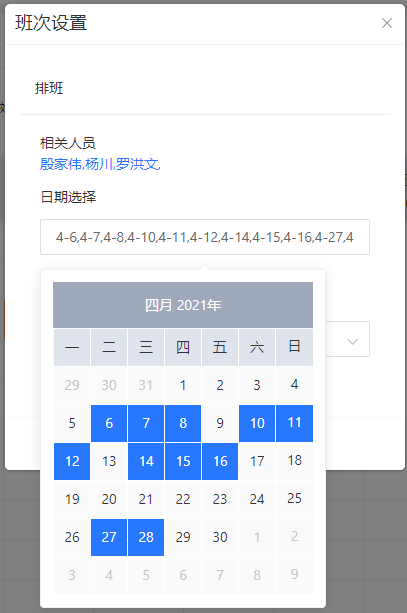 班次设置
排班
相关人员
殷家伟,杨川,罗洪文,
日期选择
4-6,4-7,4-8,4-10,4-11,4-12,4-14,4-15,4-16,4-27,4
四月 2021年
一 二 三 四 五 六 日
29 30 31 1 2 3 4
5 6 7 8 9 10 11
12 13 14 15 16 17 18
19 20 21 22 23 24 25
26 27 28 29 30 1 2
3 4 5 6 7 8 9